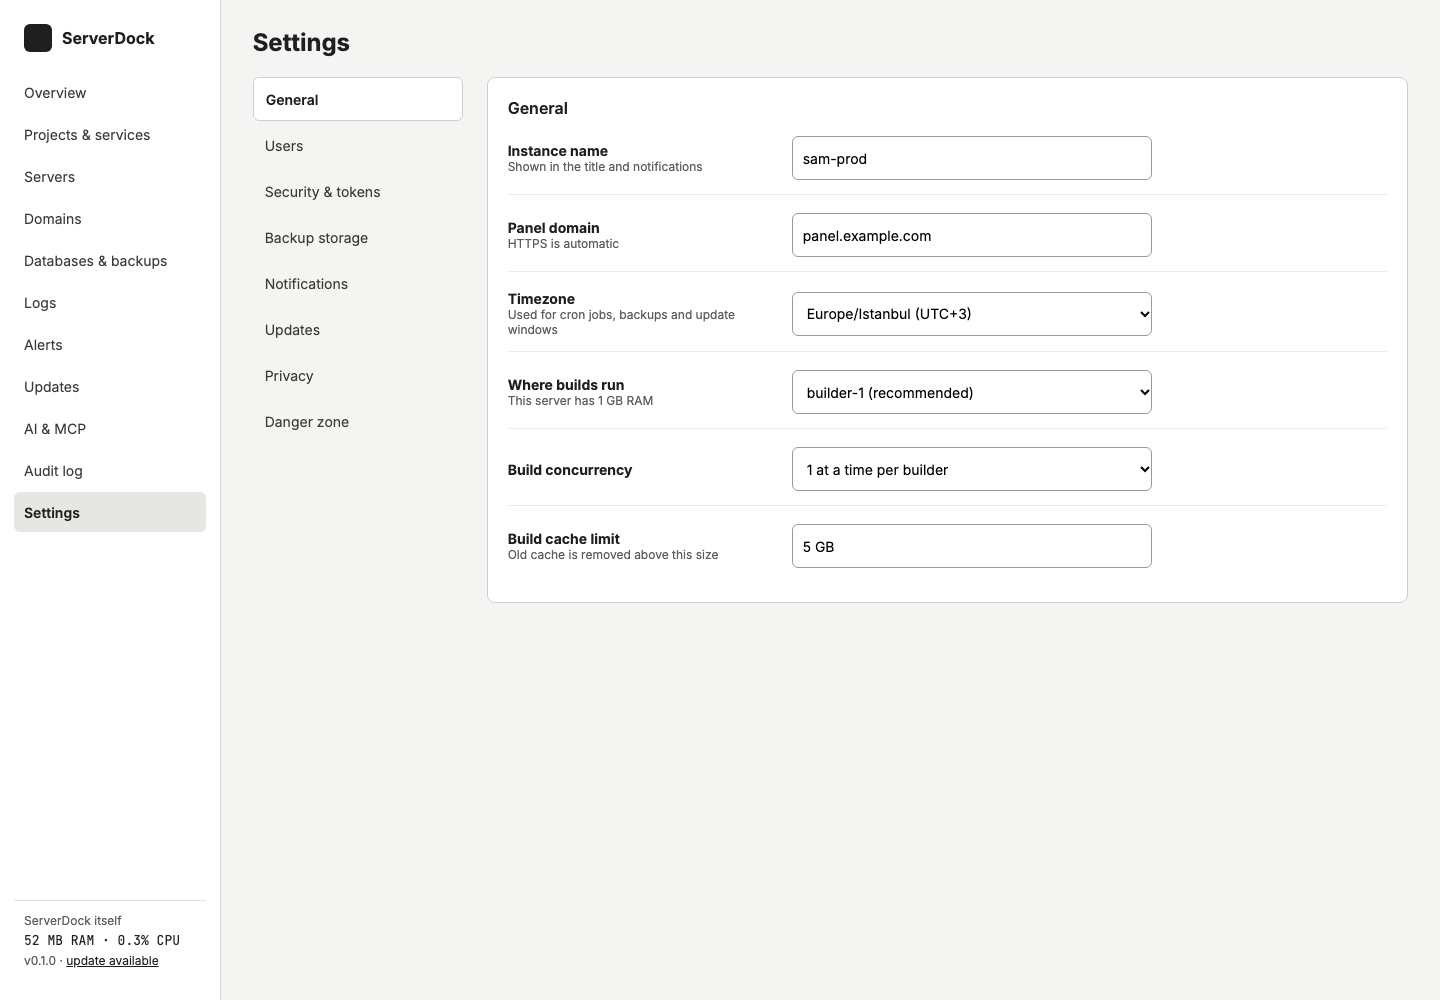 ServerDock
Overview
Projects & services
Servers
Domains
Databases & backups
Logs
Alerts
Updates
AI & MCP
Audit log
Settings
ServerDock itself
52 MB RAM · 0.3% CPU
v0.1.0 · update available
Settings
General
Users
Security & tokens
Backup storage
Notifications
Updates
Privacy
Danger zone
General
Instance name
Shown in the title and notifications
sam-prod
Panel domain
HTTPS is automatic
panel.example.com
Timezone
Used for cron jobs, backups and update
windows
Europe/Istanbul (UTC+3)
Where builds run
This server has 1 GB RAM
builder-1 (recommended)
Build concurrency
1 at a time per builder
Build cache limit
Old cache is removed above this size
5 GB